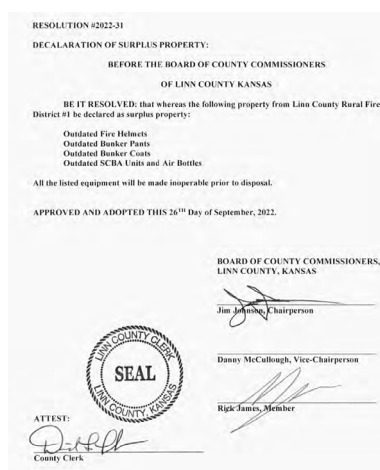 RESOLUTION #2022-31
DECALARATION OF SURPLUS PROPERTY:
BEFORE THE BOARD OF COUNTY COMMISSIONERS
OF LINN COUNTY KANSAS
BE IT RESOLVED: that whereas the following property from Linn County Rural Fire
District #1 be declared as surplus property:
Outdated Fire Helmets
Outdated Bunker Pants
Outdated Bunker Coats
Outdated SCBA Units and Air Bottles
All the listed equipment will be made inoperable prior to disposal.
APPROVED AND ADOPTED THIS 26TH Day of September, 2022.
BOARD OF COUNTY COMMISSIONERS,
LINN COUNTY, KANSAS
Jim Johnson, Chairperson
Danny McCullough, Vice-Chairperson
Rick James, Member
LINN COUNTY CLERK
SEAL
LINN COUNTY, KANSAS
ATTEST:
County Clerk